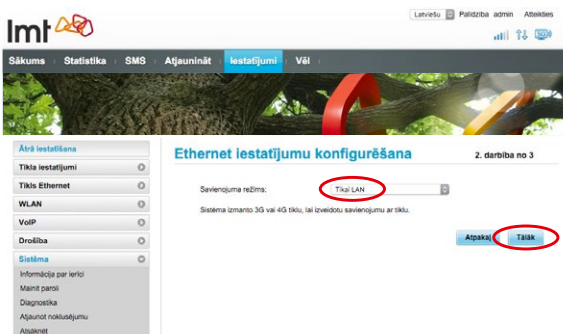 Latviešu Palīdzība admin Atteikties
lmt
Sākums Statistika SMS Atjaunināt Iestatījumi Vēl
Ātrā iestatīšana
Tīkla iestatījumi
Tīkls Ethernet
WLAN
VoIP
Drošība
Sistēma
Informācija par ierīci
Mainīt paroli
Diagnostika
Atjaunot noklusējumu
Atsāknēt
Ethernet iestatījumu konfigurēšana 2. darbība no 3
Savienojuma režīms: Tikai LAN
Sistēma izmanto 3G vai 4G tīklu, lai izveidotu savienojumu ar tīklu.
Atpakaļ Tālāk